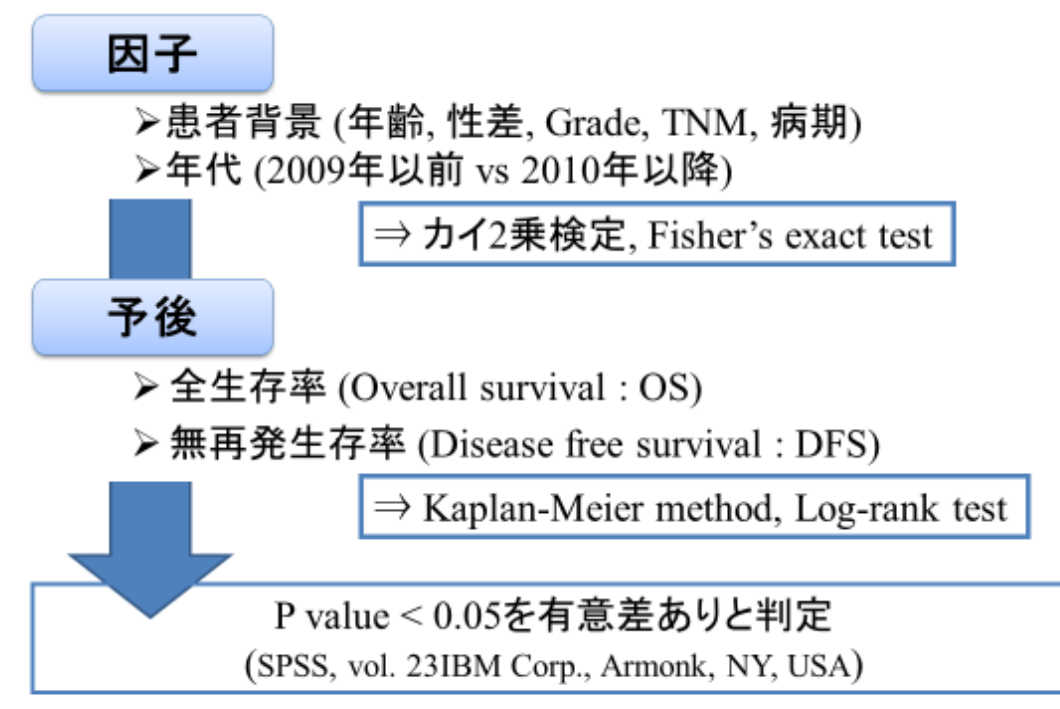 因子
➢患者背景 (年齢, 性差, Grade, TNM, 病期)
➢年代 (2009年以前 vs 2010年以降)
⇒ カイ2乗検定, Fisher’s exact test
予後
➢ 全生存率 (Overall survival : OS)
➢ 無再発生存率 (Disease free survival : DFS)
⇒ Kaplan-Meier method, Log-rank test
P value < 0.05を有意差ありと判定
(SPSS, vol. 23IBM Corp., Armonk, NY, USA)